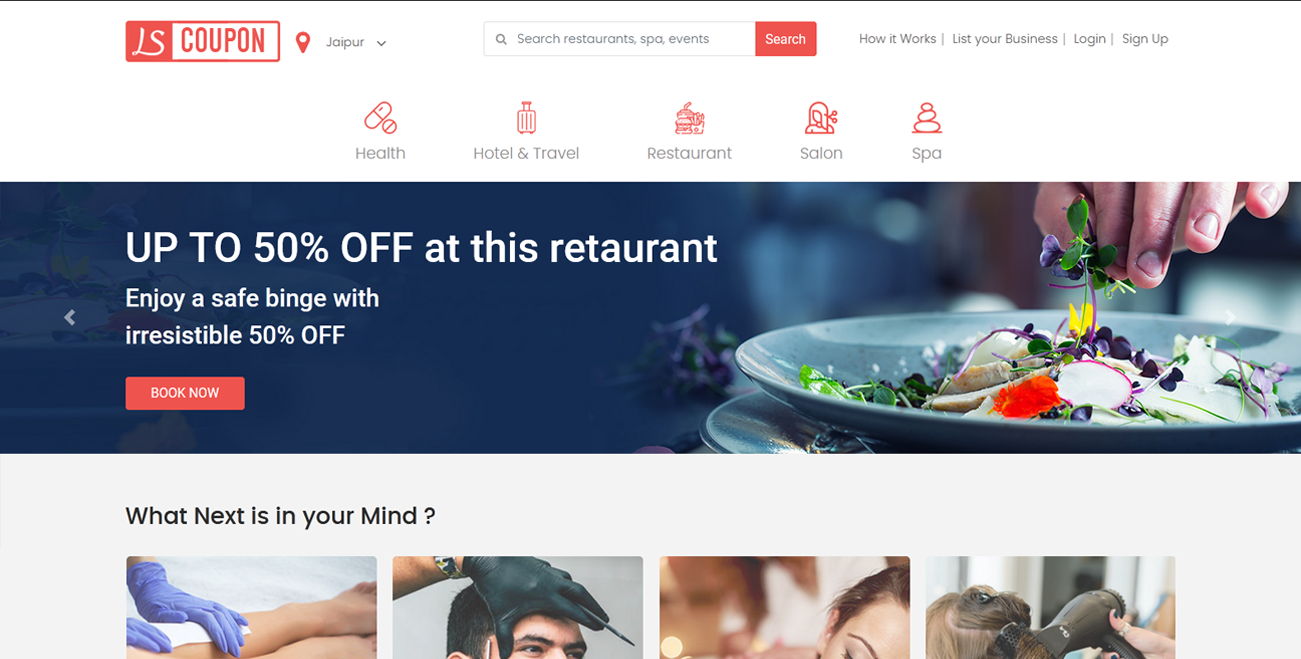 LS COUPON
Jaipur
Search restaurants, spa, events
Search
How it Works | List your Business | Login | Sign Up
Health
Hotel & Travel
Restaurant
Salon
Spa
UP TO 50% OFF at this retaurant
Enjoy a safe binge with
irresistible 50% OFF
BOOK NOW
What Next is in your Mind ?